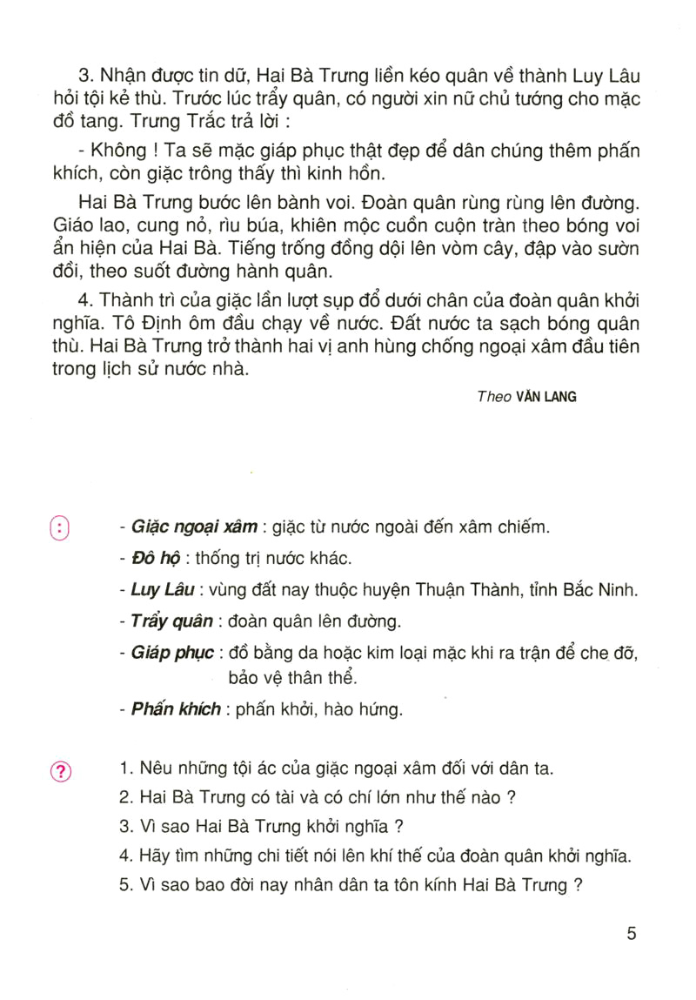 3. Nhận được tin dữ, Hai Bà Trưng liền kéo quân về thành Luy Lâu
hỏi tội kẻ thù. Trước lúc trẩy quân, có người xin nữ chủ tướng cho mặc
đồ tang. Trưng Trắc trả lời :
- Không ! Ta sẽ mặc giáp phục thật đẹp để dân chúng thêm phấn
khích, còn giặc trông thấy thì kinh hồn.
Hai Bà Trưng bước lên bành voi. Đoàn quân rùng rùng lên đường.
Giáo lao, cung nỏ, rìu búa, khiên mộc cuồn cuộn tràn theo bóng voi
ẩn hiện của Hai Bà. Tiếng trống đồng dội lên vòm cây, đập vào sườn
đồi, theo suốt đường hành quân.
4. Thành trì của giặc lần lượt sụp đổ dưới chân của đoàn quân khởi
nghĩa. Tô Định ôm đầu chạy về nước. Đất nước ta sạch bóng quân
thù. Hai Bà Trưng trở thành hai vị anh hùng chống ngoại xâm đầu tiên
trong lịch sử nước nhà.
Theo VĂN LANG
:
- Giặc ngoại xâm : giặc từ nước ngoài đến xâm chiếm.
- Đô hộ : thống trị nước khác.
- Luy Lâu : vùng đất nay thuộc huyện Thuận Thành, tỉnh Bắc Ninh.
- Trẩy quân : đoàn quân lên đường.
- Giáp phục : đồ bằng da hoặc kim loại mặc khi ra trận để che đỡ,
bảo vệ thân thể.
- Phấn khích : phấn khởi, hào hứng.
?
1. Nêu những tội ác của giặc ngoại xâm đối với dân ta.
2. Hai Bà Trưng có tài và có chí lớn như thế nào ?
3. Vì sao Hai Bà Trưng khởi nghĩa ?
4. Hãy tìm những chi tiết nói lên khí thế của đoàn quân khởi nghĩa.
5. Vì sao bao đời nay nhân dân ta tôn kính Hai Bà Trưng ?
5